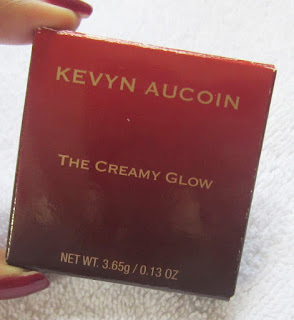 KEVYN AUCOIN
THE CREAMY GLOW
NET WT. 3.65g / 0.13 OZ